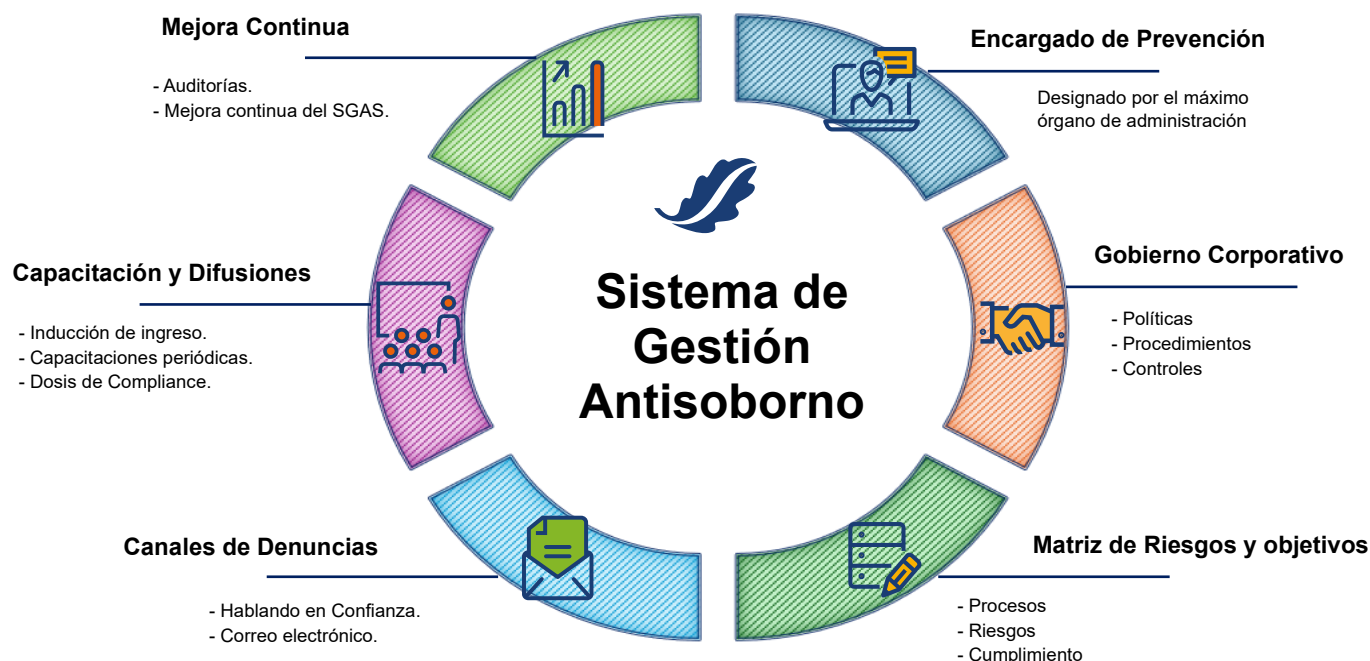 Mejora Continua
- Auditorías.
- Mejora continua del SGAS.
Encargado de Prevención
Designado por el máximo
órgano de administración
Capacitación y Difusiones
- Inducción de ingreso.
- Capacitaciones periódicas.
- Dosis de Compliance.
Sistema de
Gestión
Antisoborno
Gobierno Corporativo
- Políticas
- Procedimientos
- Controles
Canales de Denuncias
- Hablando en Confianza.
- Correo electrónico.
Matriz de Riesgos y objetivos
- Procesos
- Riesgos
- Cumplimiento